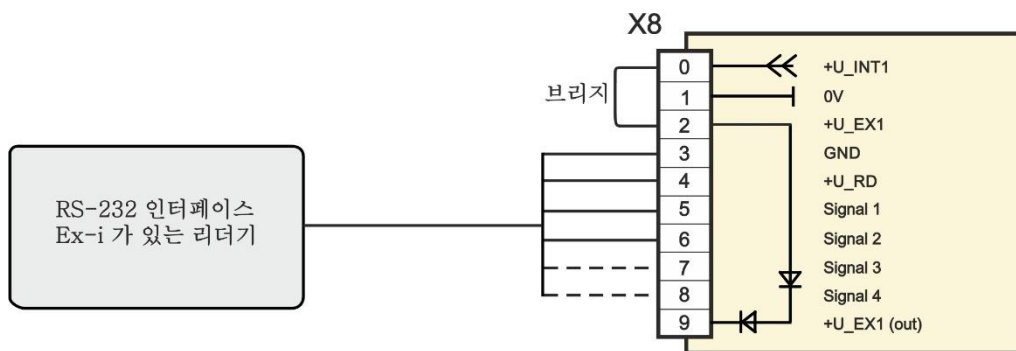 X8
브리지
RS-232 인터페이스
Ex-i 가 있는 리더기
0 +U_INT1
1 0V
2 +U_EX1
3 GND
4 +U_RD
5 Signal 1
6 Signal 2
7 Signal 3
8 Signal 4
9 +U_EX1 (out)